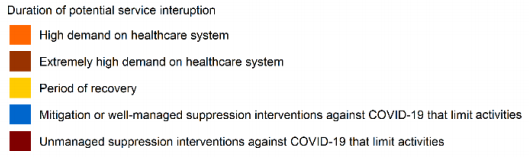 Duration of potential service interuption
High demand on healthcare system
Extremely high demand on healthcare system
Period of recovery
Mitigation or well-managed suppression interventions against COVID-19 that limit activities
Unmanaged suppression interventions against COVID-19 that limit activities